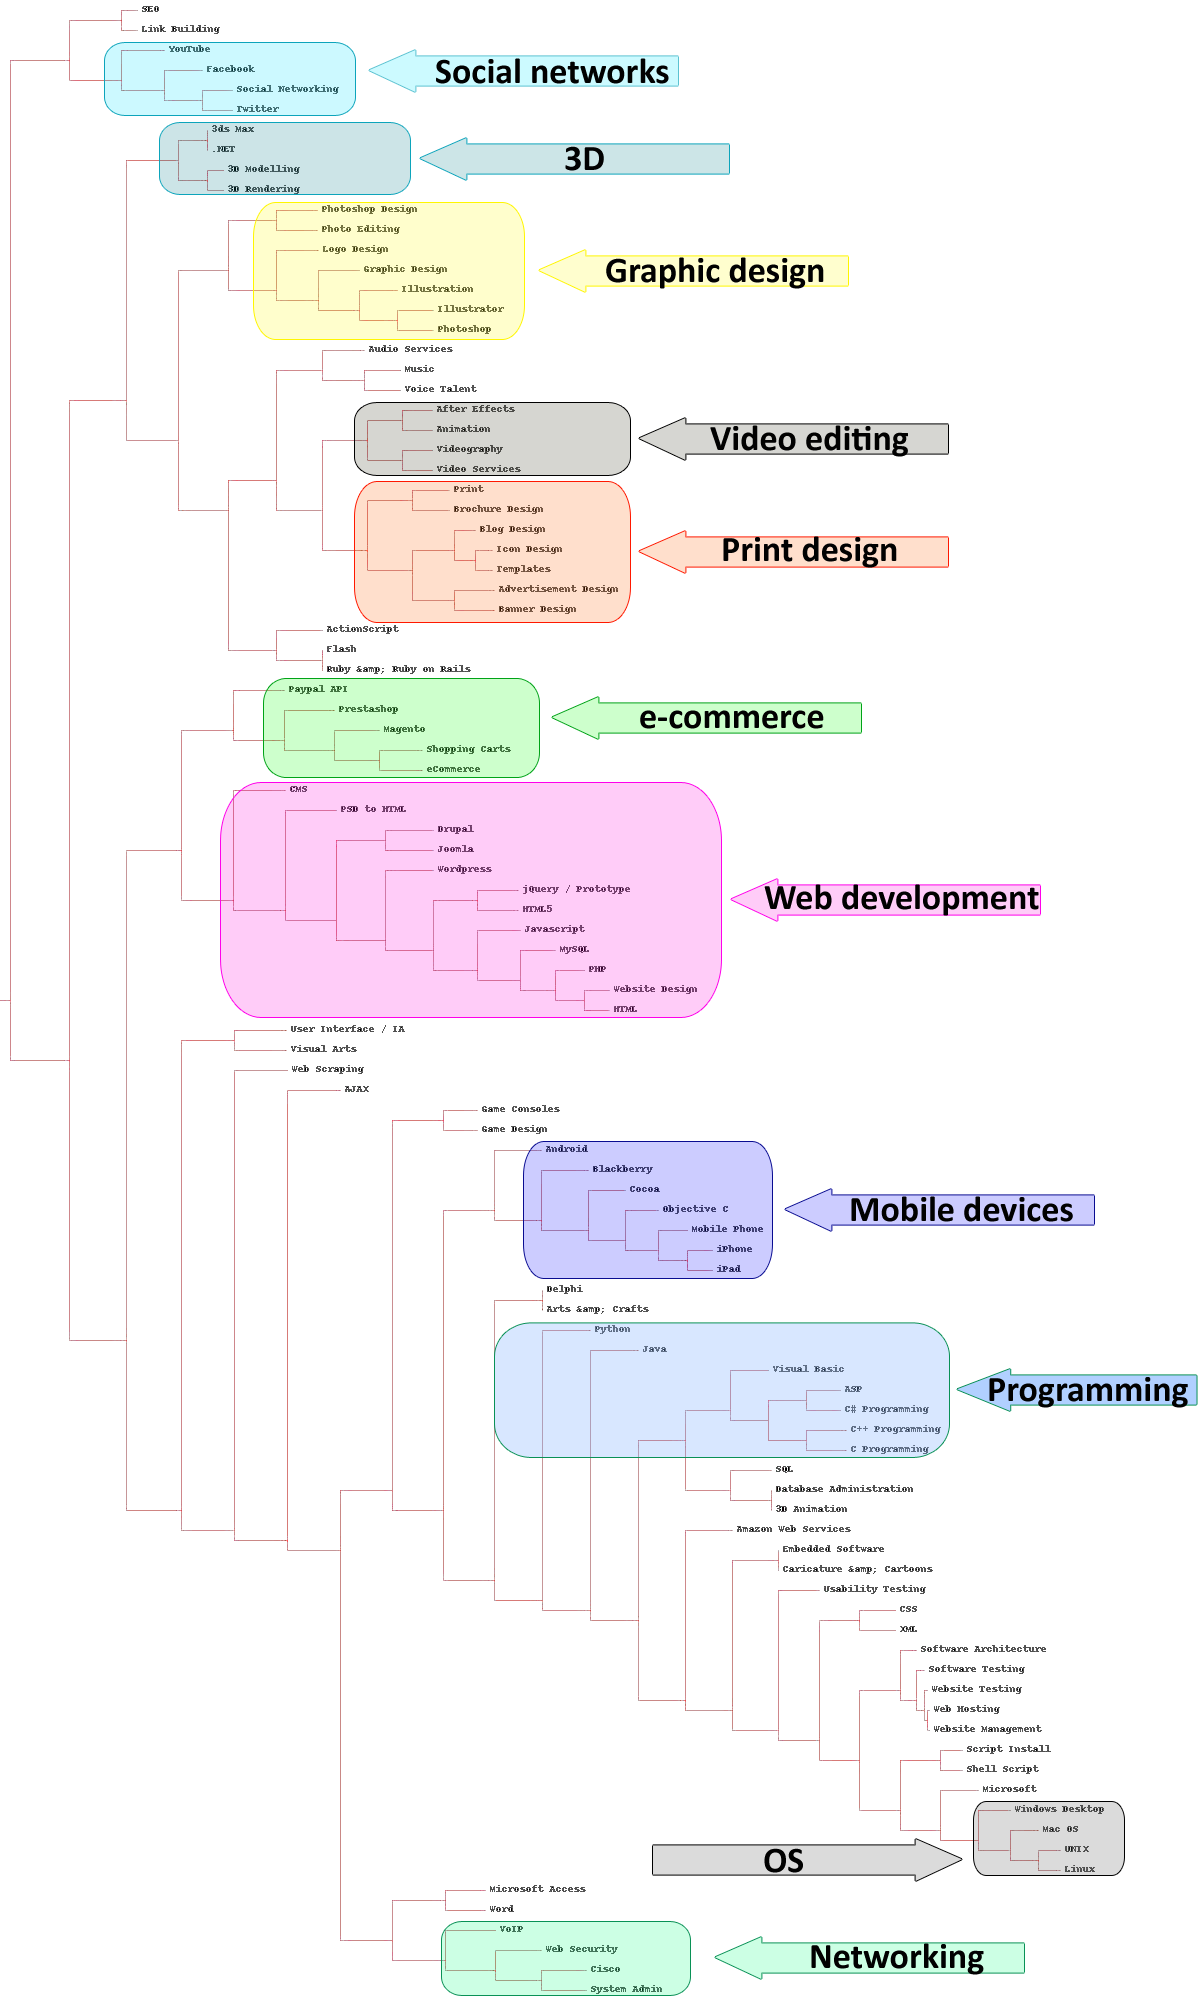 SEO
Link Building
YouTube
Facebook
Social Networking
Twitter
Social networks
3ds Max
.NET
3D Modelling
3D Rendering
3D
Photoshop Design
Photo Editing
Logo Design
Graphic Design
Illustration
Illustrator
Photoshop
Graphic design
Audio Services
Music
Voice Talent
After Effects
Animation
Videography
Video Services
Video editing
Print
Brochure Design
Blog Design
Icon Design
Templates
Advertisement Design
Banner Design
Print design
ActionScript
Flash
Ruby &amp; Ruby on Rails
Paypal API
Prestashop
Magento
Shopping Carts
eCommerce
e-commerce
CMS
PSD to HTML
Drupal
Joomla
Wordpress
jQuery / Prototype
HTML5
Javascript
MySQL
PHP
Website Design
HTML
Web development
User Interface / IA
Visual Arts
Web Scraping
AJAX
Game Consoles
Game Design
Android
Blackberry
Cocoa
Objective C
Mobile Phone
iPhone
iPad
Mobile devices
Delphi
Arts &amp; Crafts
Python
Java
Visual Basic
ASP
C# Programming
C++ Programming
C Programming
Programming
SQL
Database Administration
3D Animation
Amazon Web Services
Embedded Software
Caricature &amp; Cartoons
Usability Testing
CSS
XML
Software Architecture
Software Testing
Website Testing
Web Hosting
Website Management
Script Install
Shell Script
Microsoft
Windows Desktop
Mac OS
UNIX
Linux
OS
Microsoft Access
Word
VoIP
Web Security
Cisco
System Admin
Networking